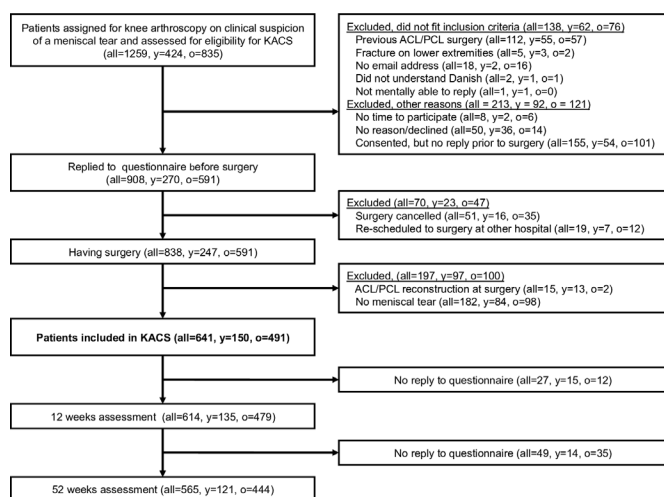 Patients assigned for knee arthroscopy on clinical suspicion
of a meniscal tear and assessed for eligibility for KACS
(all=1259, y=424, o=835)
Excluded, did not fit inclusion criteria (all=138, y=62, o=76)
Previous ACL/PCL surgery (all=112, y=55, o=57)
Fracture on lower extremities (all=5, y=3, o=2)
No email address (all=18, y=2, o=16)
Did not understand Danish (all=2, y=1, o=1)
Not mentally able to reply (all=1, y=1, o=0)
Excluded, other reasons (all = 213, y = 92, o = 121)
No time to participate (all=8, y=2, o=6)
No reason/declined (all=50, y=36, o=14)
Consented, but no reply prior to surgery (all=155, y=54, o=101)
Replied to questionnaire before surgery
(all=908, y=270, o=591)
Excluded (all=70, y=23, o=47)
Surgery cancelled (all=51, y=16, o=35)
Re-scheduled to surgery at other hospital (all=19, y=7, o=12)
Having surgery (all=838, y=247, o=591)
Excluded, (all=197, y=97, o=100)
ACL/PCL reconstruction at surgery (all=15, y=13, o=2)
No meniscal tear (all=182, y=84, o=98)
Patients included in KACS (all=641, y=150, o=491)
No reply to questionnaire (all=27, y=15, o=12)
12 weeks assessment (all=614, y=135, o=479)
No reply to questionnaire (all=49, y=14, o=35)
52 weeks assessment (all=565, y=121, o=444)